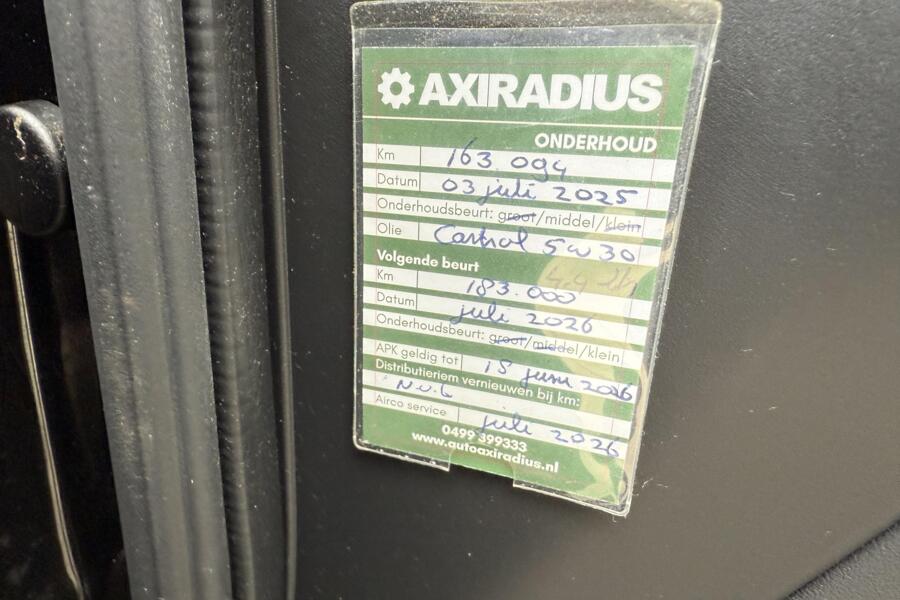 AXIRADIUS
ONDERHOUD
Km 163 094
Datum 03 juli 2025
Onderhoudsbeurt: groot/middel/klein
Olie Castrol 5w30
Volgende beurt
Km 183.000
Datum juli 2026
Onderhoudsbeurt: groot/middel/klein
APK geldig tot 15 juni 2026
Distributieriem vernieuwen bij km:
Airco service juli 2026
0499 399333
www.autoaxiradius.nl